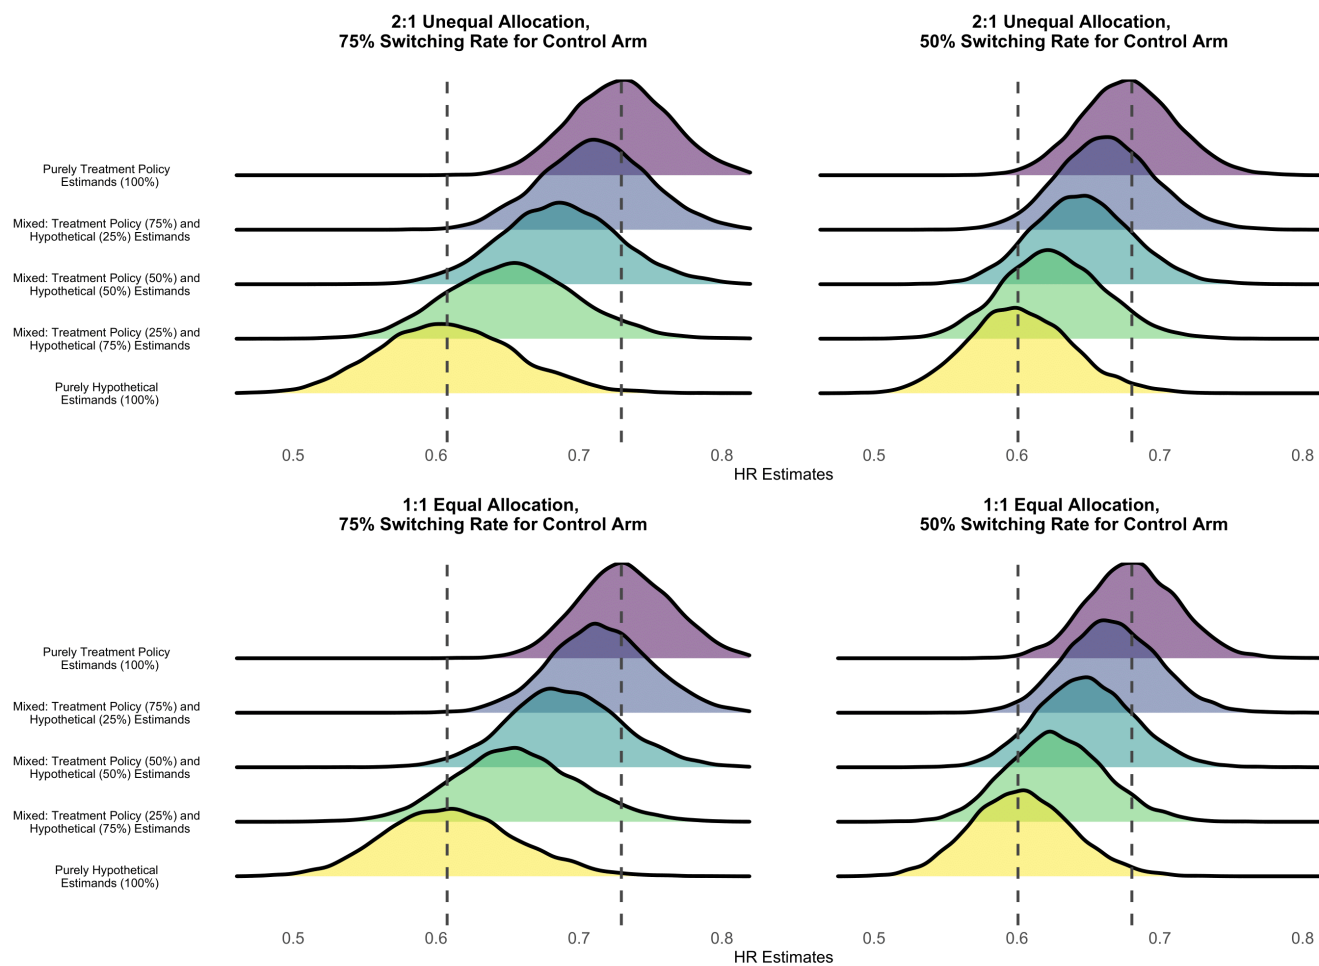 2:1 Unequal Allocation,
75% Switching Rate for Control Arm
2:1 Unequal Allocation,
50% Switching Rate for Control Arm
Purely Treatment Policy
Estimands (100%)
Mixed: Treatment Policy (75%) and
Hypothetical (25%) Estimands
Mixed: Treatment Policy (50%) and
Hypothetical (50%) Estimands
Mixed: Treatment Policy (25%) and
Hypothetical (75%) Estimands
Purely Hypothetical
Estimands (100%)
0.5 0.6 0.7 0.8 0.5 0.6 0.7 0.8
HR Estimates
1:1 Equal Allocation,
75% Switching Rate for Control Arm
1:1 Equal Allocation,
50% Switching Rate for Control Arm
Purely Treatment Policy
Estimands (100%)
Mixed: Treatment Policy (75%) and
Hypothetical (25%) Estimands
Mixed: Treatment Policy (50%) and
Hypothetical (50%) Estimands
Mixed: Treatment Policy (25%) and
Hypothetical (75%) Estimands
Purely Hypothetical
Estimands (100%)
0.5 0.6 0.7 0.8 0.5 0.6 0.7 0.8
HR Estimates